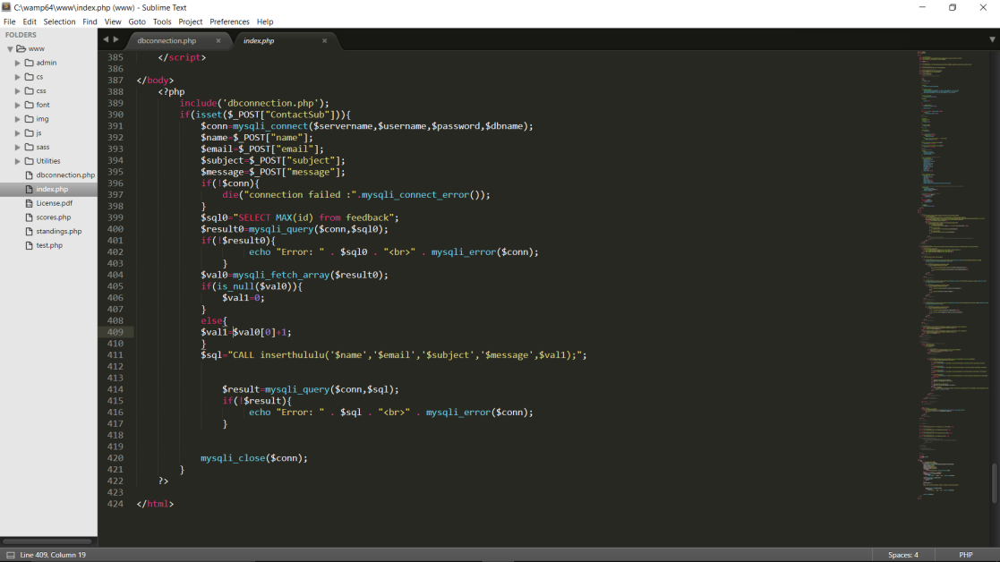 C:\wamp64\www\index.php (www) - Sublime Text
File Edit Selection Find View Goto Tools Project Preferences Help
FOLDERS
www
admin
cs
css
font
img
js
sass
Utilities
dbconnection.php
index.php
License.pdf
scores.php
standings.php
test.php
dbconnection.php × index.php ×
385 </script>
386
387 </body>
388 <?php
389 include('dbconnection.php');
390 if(isset($_POST["ContactSub"])){
391 $conn=mysqli_connect($servername,$username,$password,$dbname);
392 $name=$_POST["name"];
393 $email=$_POST["email"];
394 $subject=$_POST["subject"];
395 $message=$_POST["message"];
396 if(!$conn){
397 die("connection failed :".mysqli_connect_error());
398 }
399 $sql0="SELECT MAX(id) from feedback";
400 $result0=mysqli_query($conn,$sql0);
401 if(!$result0){
402 echo "Error: " . $sql0 . "<br>" . mysqli_error($conn);
403 }
404 $val0=mysqli_fetch_array($result0);
405 if(is_null($val0)){
406 $val1=0;
407 }
408 else{
409 $val1=$val0[0]+1;
410 }
411 $sql="CALL inserthululu('$name','$email','$subject','$message',$val1);";
412
413
414 $result=mysqli_query($conn,$sql);
415 if(!$result){
416 echo "Error: " . $sql . "<br>" . mysqli_error($conn);
417 }
418
419
420 mysqli_close($conn);
421 }
422 ?>
423
424 </html>
Line 409, Column 19 Spaces: 4 PHP